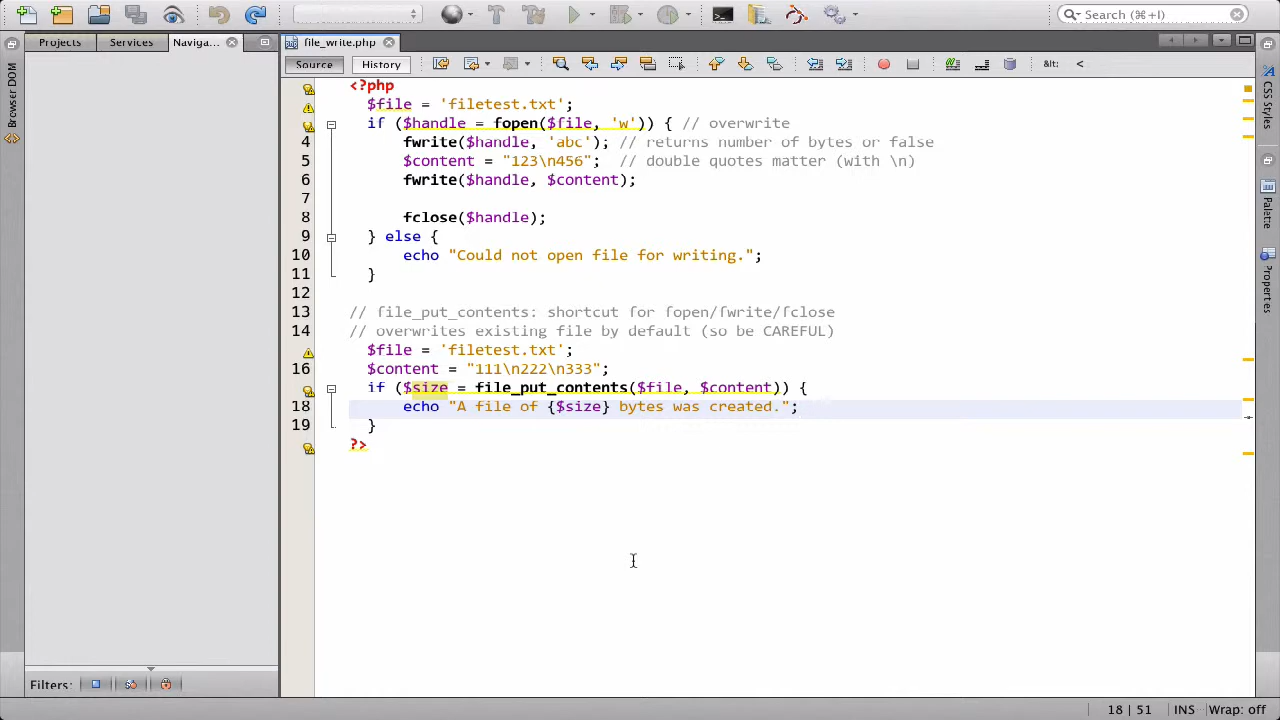 Search (⌘+I)
Projects
Services
Naviga...
file_write.php
Source
History
Alt:
<
Browser DOM
<?php
$file = 'filetest.txt';
if ($handle = fopen($file, 'w')) { // overwrite
4 fwrite($handle, 'abc'); // returns number of bytes or false
5 $content = "123\n456"; // double quotes matter (with \n)
6 fwrite($handle, $content);
7
8 fclose($handle);
9 } else {
10 echo "Could not open file for writing.";
11 }
12
13 // file_put_contents: shortcut for fopen/fwrite/fclose
14 // overwrites existing file by default (so be CAREFUL)
$file = 'filetest.txt';
16 $content = "111\n222\n333";
if ($size = file_put_contents($file, $content)) {
18 echo "A file of {$size} bytes was created.";
19 }
?>
CSS Styles
Palette
Properties
Filters:
18 | 51
INS
Wrap: off